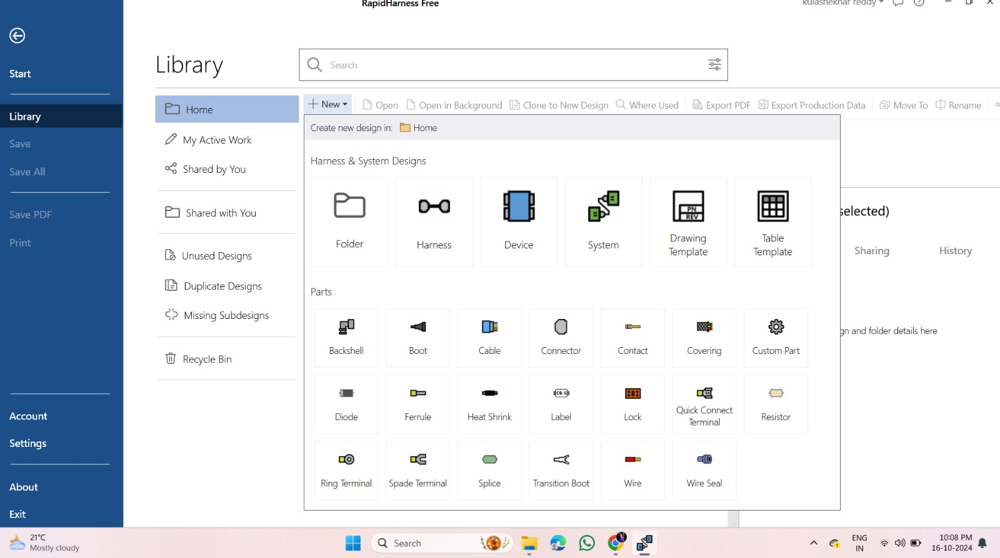 RapidHarness Free
kulashekhar reddy
Start
Library
Save
Save All
Save PDF
Print
Account
Settings
About
Exit
Library
Search
Home
My Active Work
Shared by You
Shared with You
Unused Designs
Duplicate Designs
Missing Subdesigns
Recycle Bin
New Open Open in Background Clone to New Design Where Used Export PDF Export Production Data Move To Rename
Create new design in: Home
Harness & System Designs
Folder
Harness
Device
System
Drawing
Template
PN
REV
Table
Template
Parts
Backshell
Boot
Cable
Connector
Contact
Covering
Custom Part
Diode
Ferrule
Heat Shrink
CB-5
Label
Lock
Quick Connect
Terminal
Resistor
Ring Terminal
Spade Terminal
Splice
Transition Boot
Wire
Wire Seal
selected)
Sharing
History
gn and folder details here
21°C
Mostly cloudy
Search
ENG
IN
10:08 PM
16-10-2024